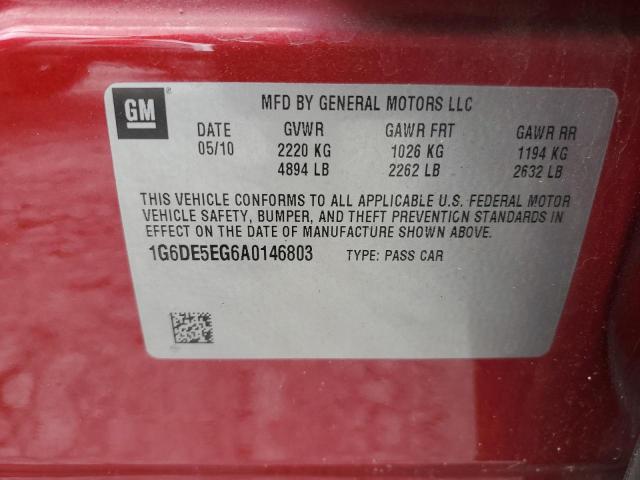 GM ® MFD BY GENERAL MOTORS LLC
DATE GVWR GAWR FRT GAWR RR
05/10 2220 KG 1026 KG 1194 KG
4894 LB 2262 LB 2632 LB
THIS VEHICLE CONFORMS TO ALL APPLICABLE U.S. FEDERAL MOTOR
VEHICLE SAFETY, BUMPER, AND THEFT PREVENTION STANDARDS IN
EFFECT ON THE DATE OF MANUFACTURE SHOWN ABOVE.
1G6DE5EG6A0146803 TYPE: PASS CAR